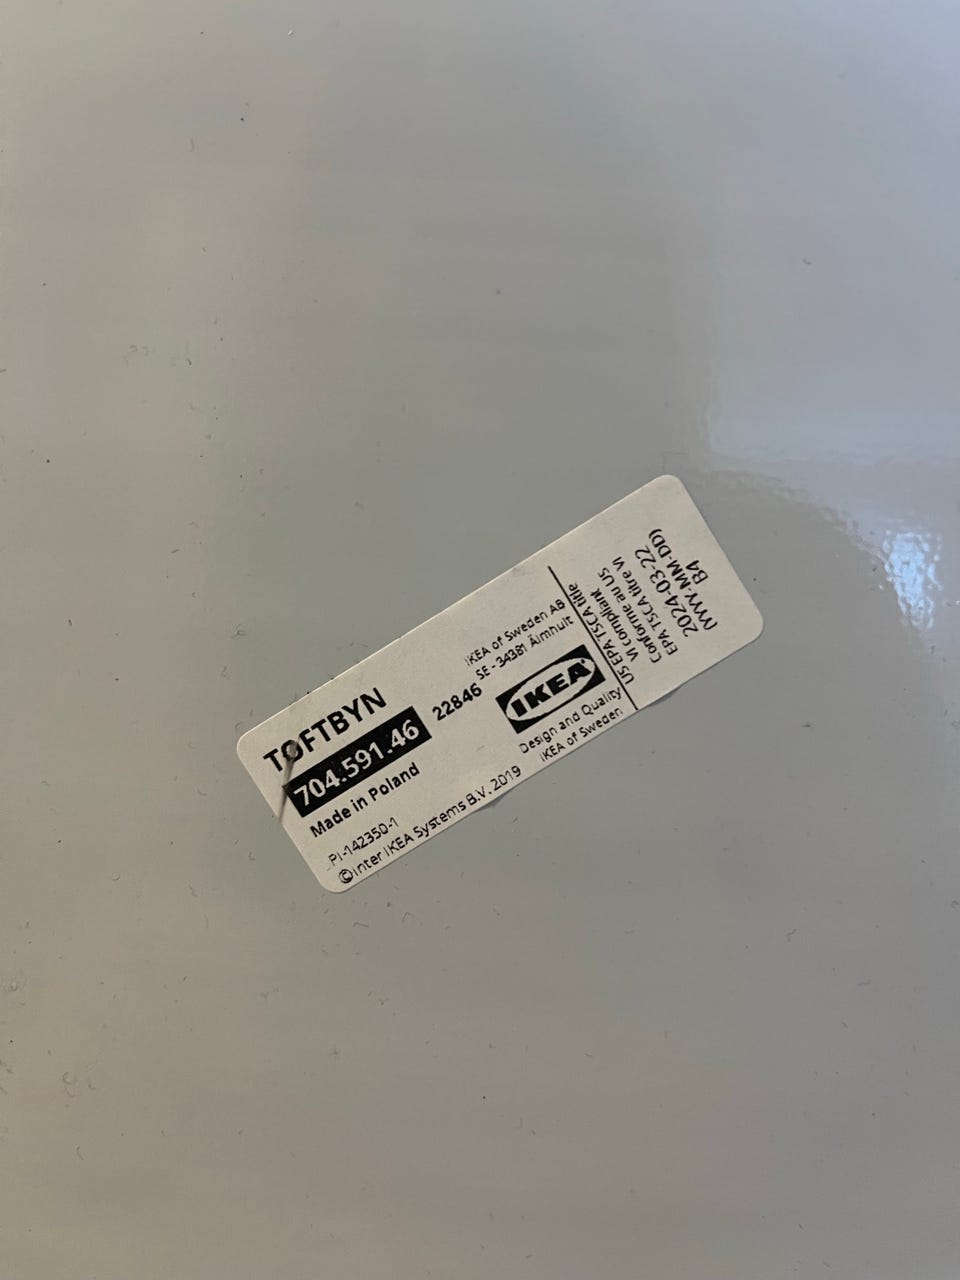 TOFTBYN
704.591.46
22846
Made in Poland
PI-142350-1
©Inter IKEA Systems B.V. 2019
IKEA of Sweden AB
SE - 34381 Älmhult
IKEA
Design and Quality
IKEA of Sweden
US EPA TSCA title
VI compliant
Conforme au US
EPA TSCA titre VI
2024-03-22
(YYYY-MM-DD)
B4